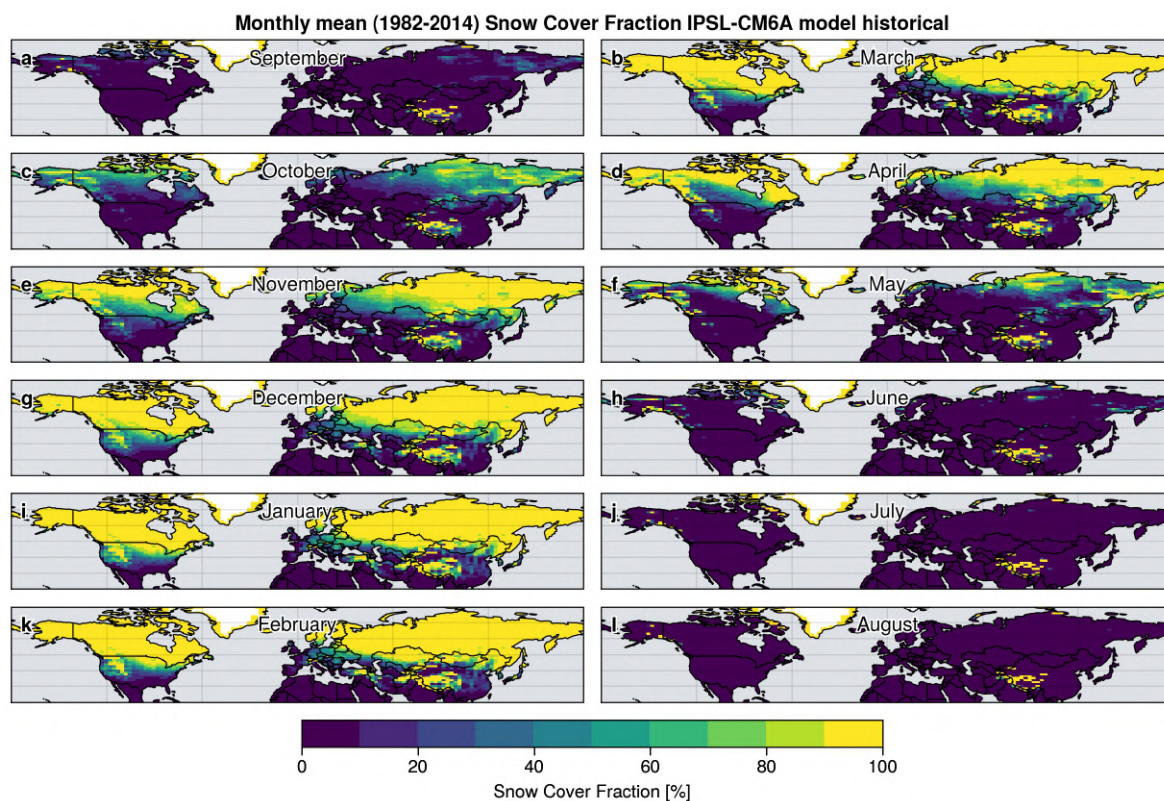 Monthly mean (1982-2014) Snow Cover Fraction IPSL-CM6A model historical
a September
b March
c October
d April
e November
f May
g December
h June
i January
j July
k February
l August
0 20 40 60 80 100
Snow Cover Fraction [%]